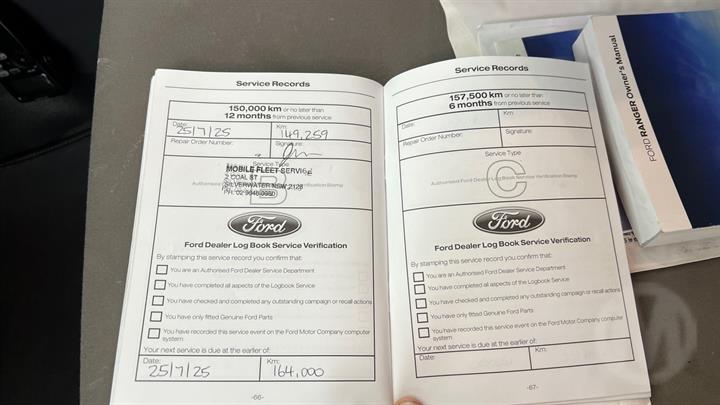 Service Records
150,000 km or no later than
12 months from previous service
Date: 25/7/25 Km: 149,259
Repair Order Number: Signature:
Service Type
B
MOBILE FLEET SERVICE
2 COAL ST
Authorised Ford Dealer Log Book Service Verification Stamp
SILVERWATER NSW 2128
Ford
Ford Dealer Log Book Service Verification
By stamping this service record you confirm that:
You are an Authorised Ford Dealer Service Department
You have completed all aspects of the Logbook Service
You have checked and completed any outstanding campaign or recall actions
You have only fitted Genuine Ford Parts
You have recorded this service event on the Ford Motor Company computer
system
Your next service is due at the earlier of:
Date: 25/7/25 Km: 164,000
-66-
Service Records
157,500 km or no later than
6 months from previous service
Date: Km:
Repair Order Number: Signature:
Service Type
C
Authorised Ford Dealer Log Book Service Verification Stamp
Ford
Ford Dealer Log Book Service Verification
By stamping this service record you confirm that:
You are an Authorised Ford Dealer Service Department
You have completed all aspects of the Logbook Service
You have checked and completed any outstanding campaign or recall actions
You have only fitted Genuine Ford Parts
You have recorded this service event on the Ford Motor Company computer
system
Your next service is due at the earlier of:
Date: Km:
-67-
FORD RANGER Owner's Manual